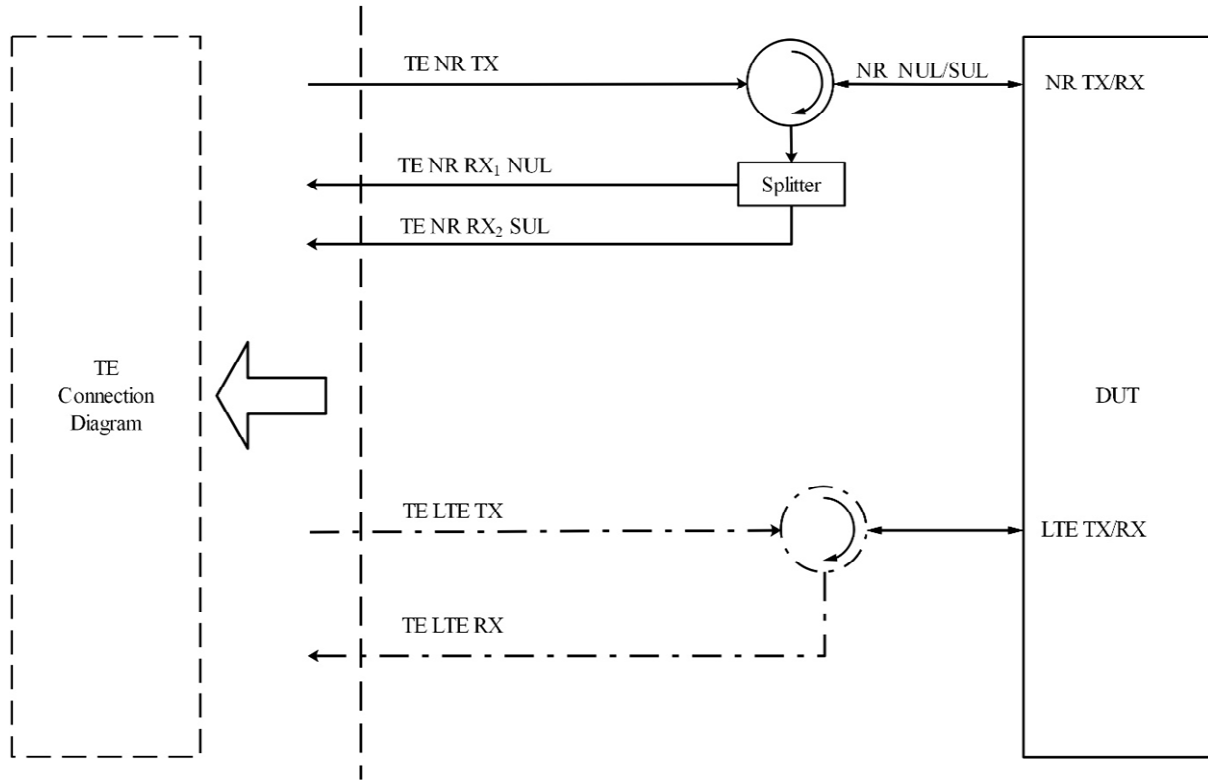 TE NR TX
NR NUL/SUL
NR TX/RX
TE NR RX₁ NUL
Splitter
TE NR RX₂ SUL
TE
Connection
Diagram
DUT
TE LTE TX
LTE TX/RX
TE LTE RX